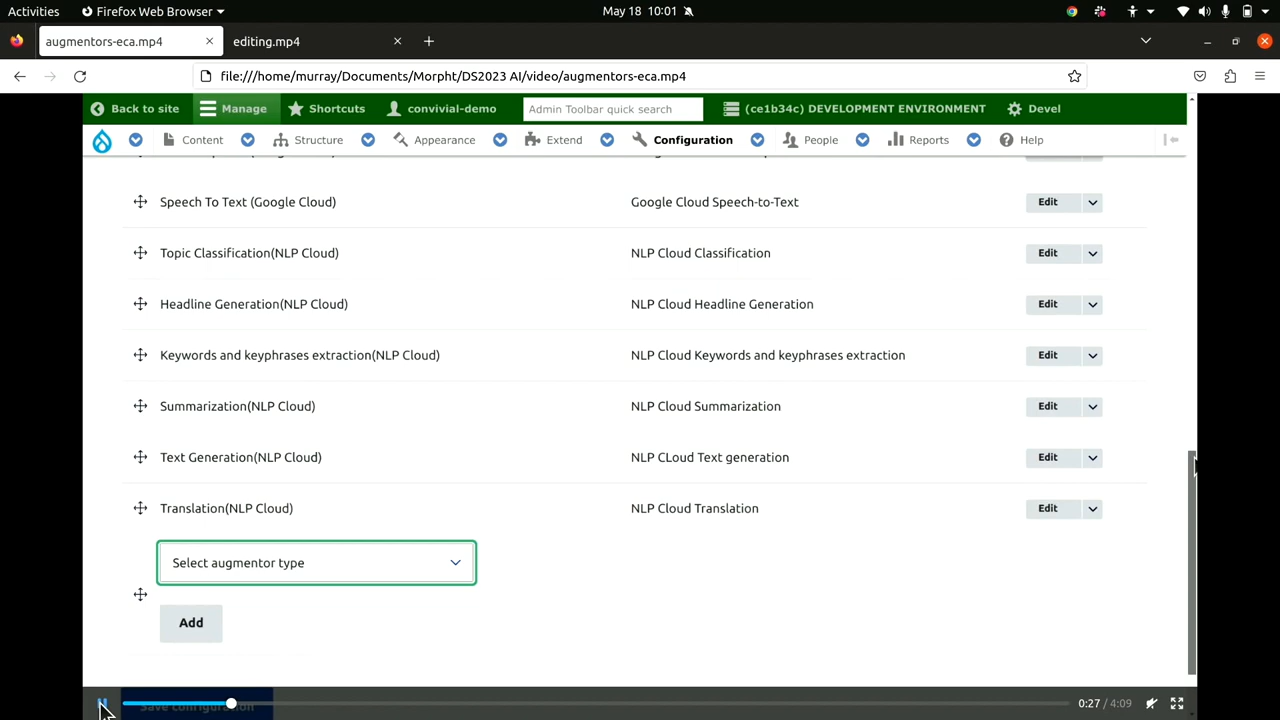 Activities Firefox Web Browser May 18 10:01
augmentors-eca.mp4 editing.mp4
file:///home/murray/Documents/Morpht/DS2023 AI/video/augmentors-eca.mp4
Back to site Manage Shortcuts convivial-demo Admin Toolbar quick search (ce1b34c) DEVELOPMENT ENVIRONMENT Devel
Content Structure Appearance Extend Configuration People Reports Help
Speech To Text (Google Cloud) Google Cloud Speech-to-Text Edit
Topic Classification(NLP Cloud) NLP Cloud Classification Edit
Headline Generation(NLP Cloud) NLP Cloud Headline Generation Edit
Keywords and keyphrases extraction(NLP Cloud) NLP Cloud Keywords and keyphrases extraction Edit
Summarization(NLP Cloud) NLP Cloud Summarization Edit
Text Generation(NLP Cloud) NLP CLoud Text generation Edit
Translation(NLP Cloud) NLP Cloud Translation Edit
Select augmentor type
Add
Save configuration 0:27 / 4:09